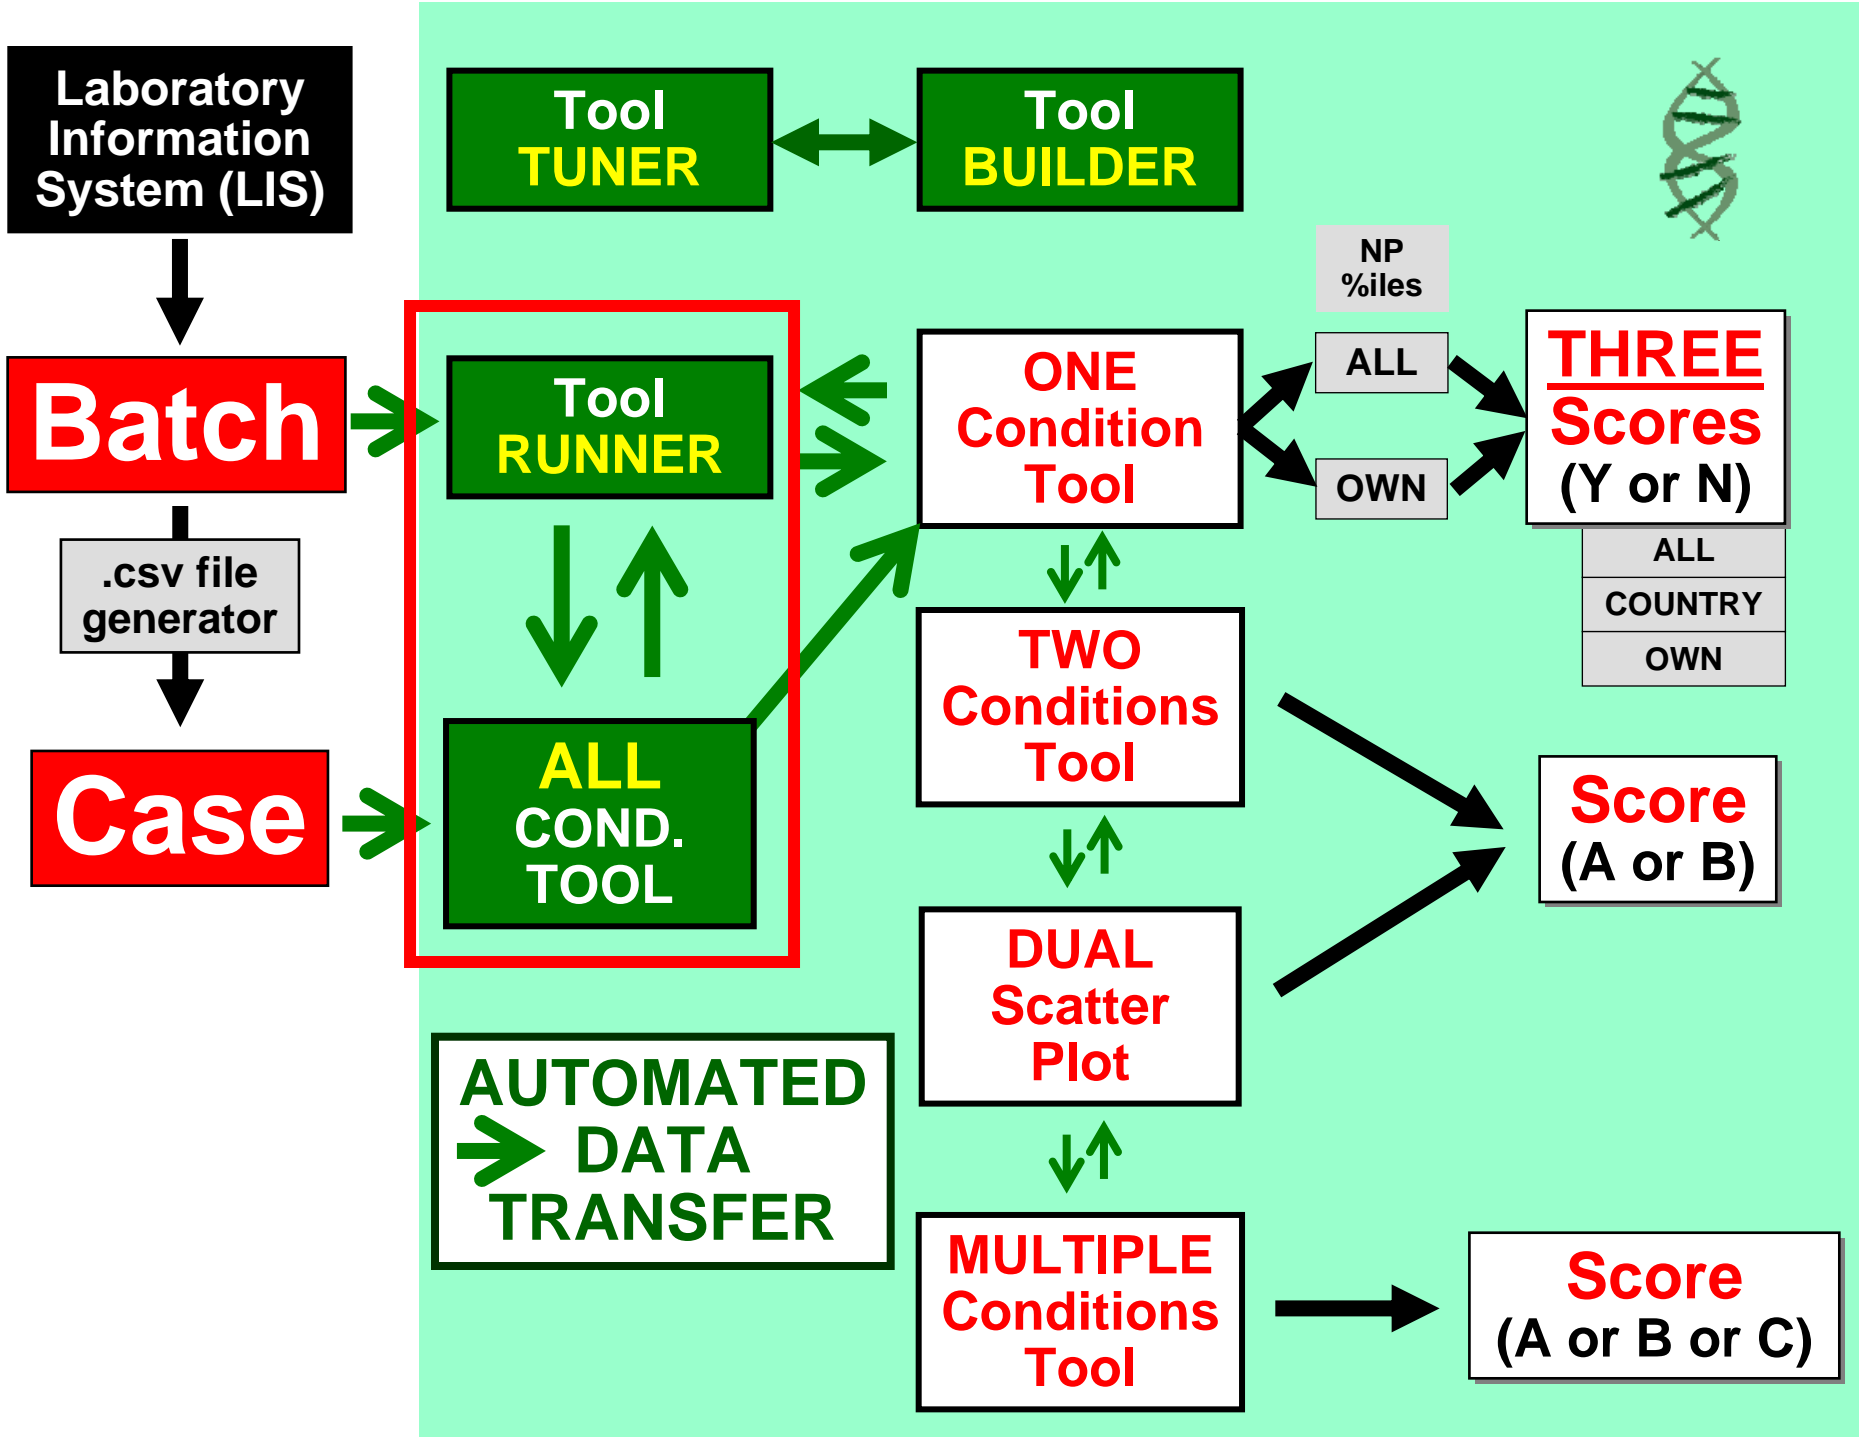 Laboratory
Information
System (LIS)
Tool
TUNER
Tool
BUILDER
NP
%iles
Batch
Tool
RUNNER
ONE
Condition
Tool
ALL
OWN
THREE
Scores
(Y or N)
ALL
COUNTRY
OWN
.csv file
generator
TWO
Conditions
Tool
Case
ALL
COND.
TOOL
Score
(A or B)
DUAL
Scatter
Plot
AUTOMATED
DATA
TRANSFER
MULTIPLE
Conditions
Tool
Score
(A or B or C)